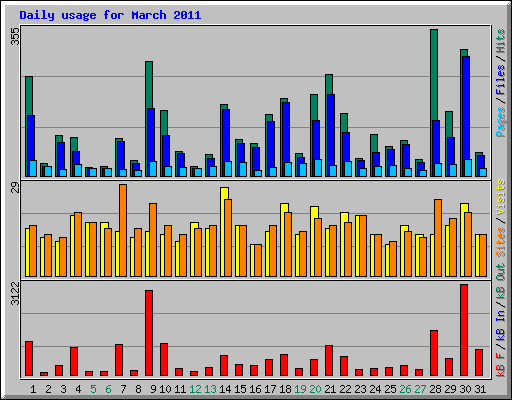 Daily usage for March 2011
355
Pages / Files / Hits
29
Sites / Visits
3122
kB F / kB In / kB Out
1 2 3 4 5 6 7 8 9 10 11 12 13 14 15 16 17 18 19 20 21 22 23 24 25 26 27 28 29 30 31